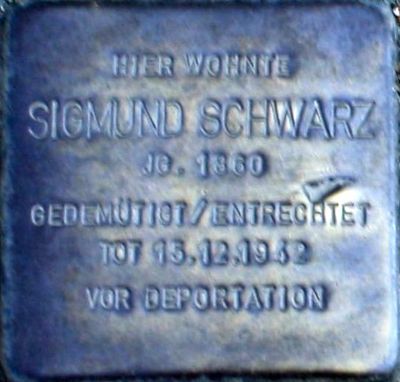 HIER WOHNTE
SIGMUND SCHWARZ
JG. 1860
GEDEMÜTIGT/ENTRECHTET
TOT 15.12.1942
VOR DEPORTATION